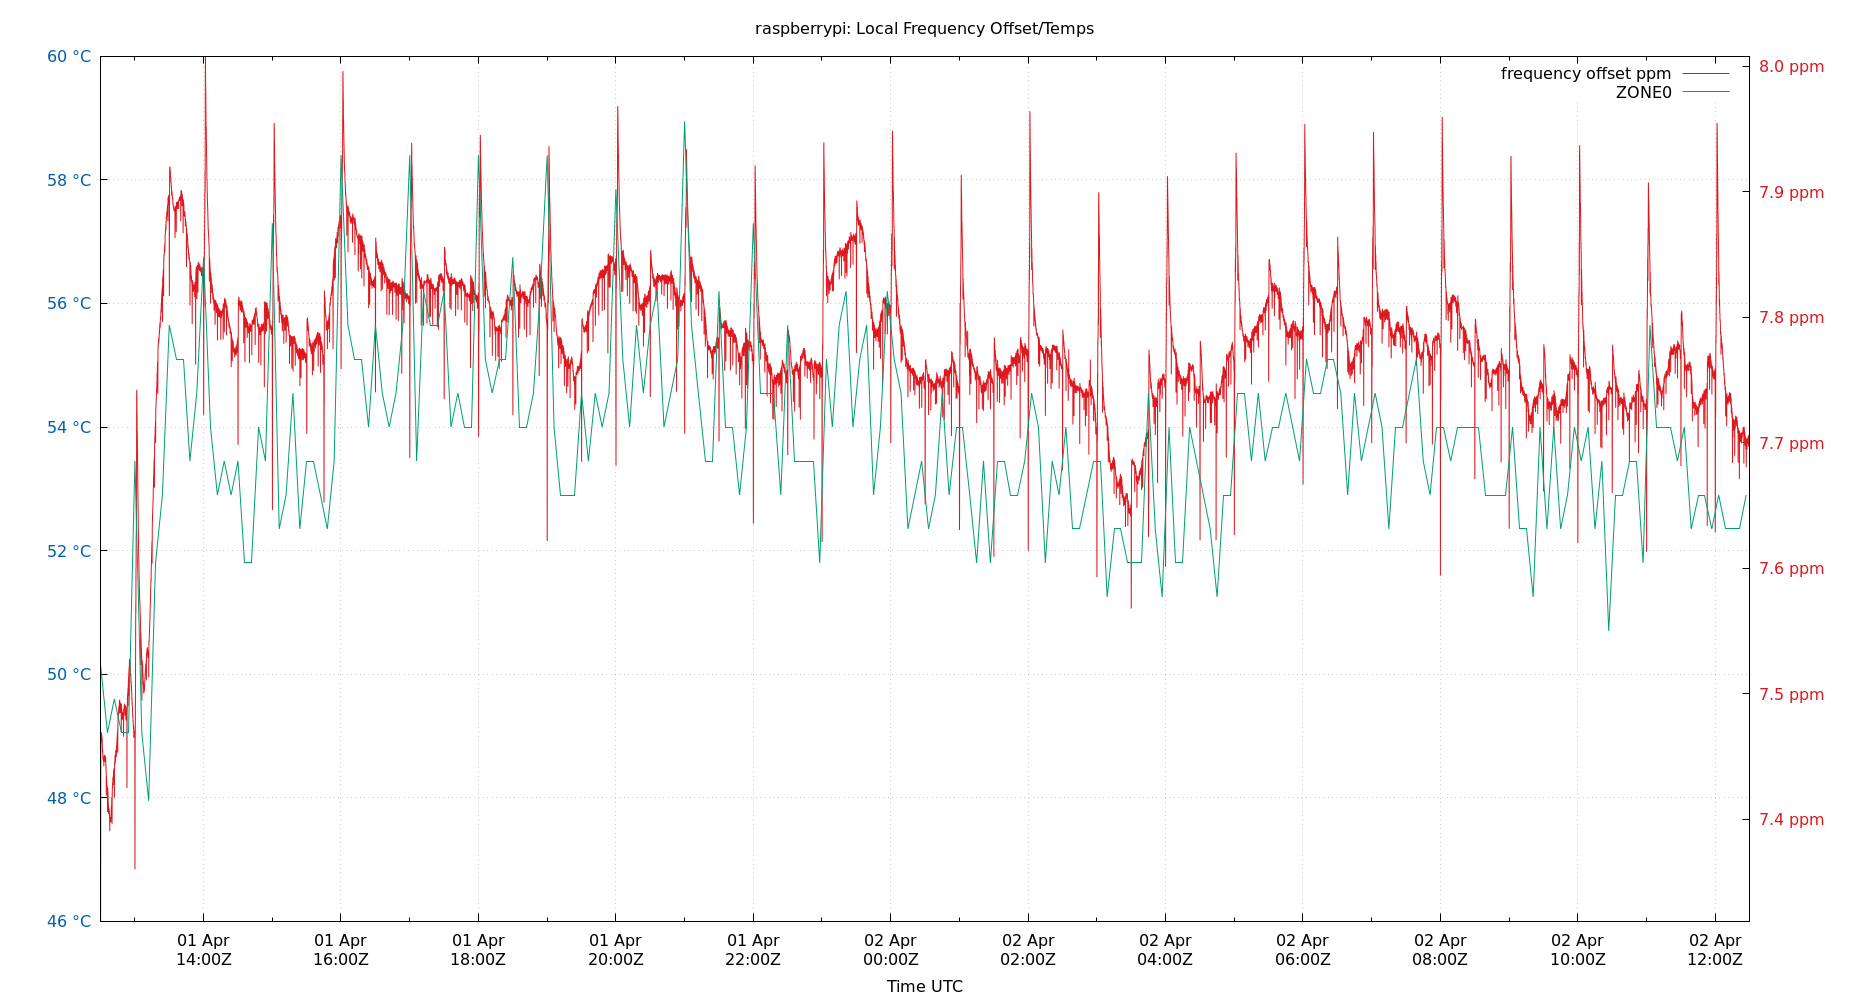 raspberrypi: Local Frequency Offset/Temps
frequency offset ppm
ZONE0
60 °C
58 °C
56 °C
54 °C
52 °C
50 °C
48 °C
46 °C
8.0 ppm
7.9 ppm
7.8 ppm
7.7 ppm
7.6 ppm
7.5 ppm
7.4 ppm
01 Apr
14:00Z
01 Apr
16:00Z
01 Apr
18:00Z
01 Apr
20:00Z
01 Apr
22:00Z
02 Apr
00:00Z
02 Apr
02:00Z
02 Apr
04:00Z
02 Apr
06:00Z
02 Apr
08:00Z
02 Apr
10:00Z
02 Apr
12:00Z
Time UTC